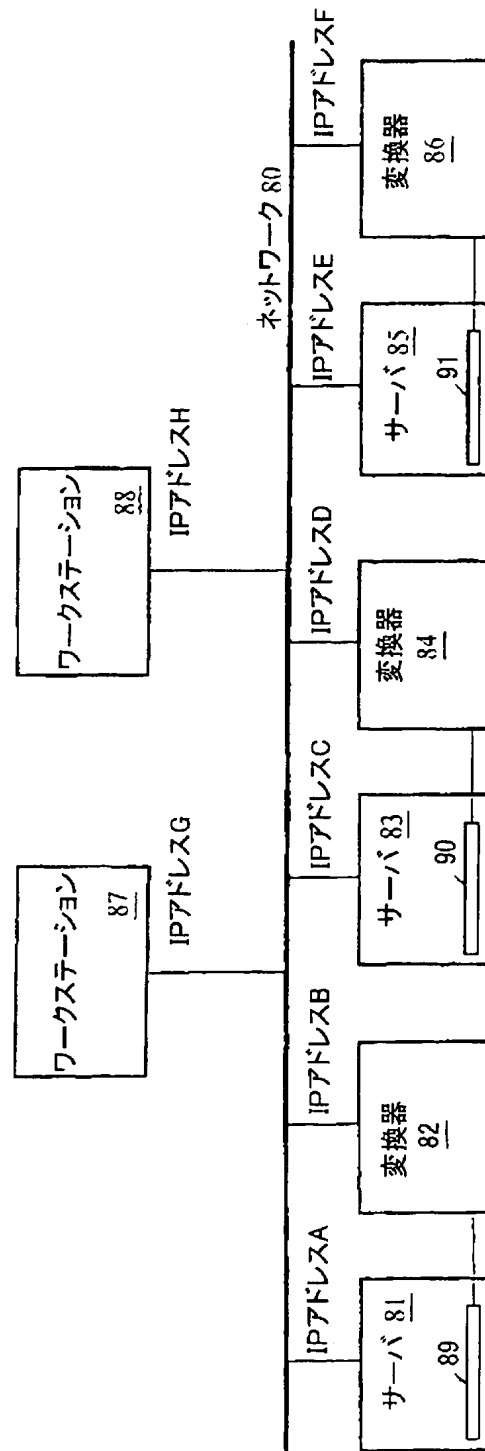 ワークステーション
87
IPアドレスG
ワークステーション
88
IPアドレスH
ネットワーク 80
IPアドレスA
IPアドレスB
IPアドレスC
IPアドレスD
IPアドレスE
IPアドレスF
サーバ 81
89
変換器
82
サーバ 83
90
変換器
84
サーバ 85
91
変換器
86